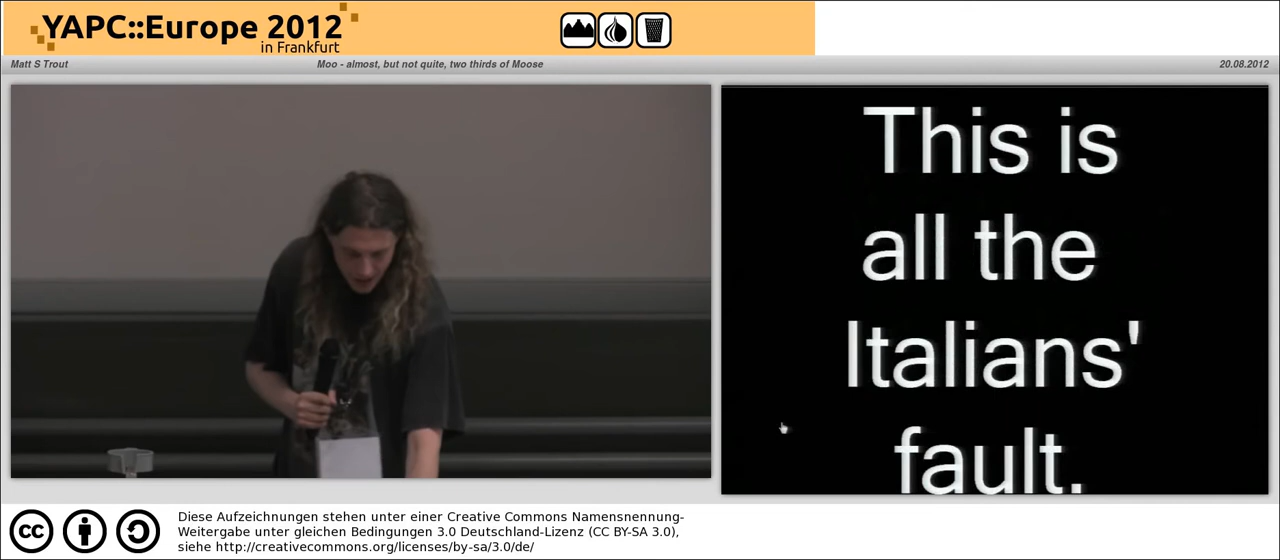 YAPC::Europe 2012
in Frankfurt
Matt S Trout
Moo - almost, but not quite, two thirds of Moose
20.08.2012
This is
all the
Italians'
fault.
cc
Diese Aufzeichnungen stehen unter einer Creative Commons Namensnennung-
Weitergabe unter gleichen Bedingungen 3.0 Deutschland-Lizenz (CC BY-SA 3.0),
siehe http://creativecommons.org/licenses/by-sa/3.0/de/